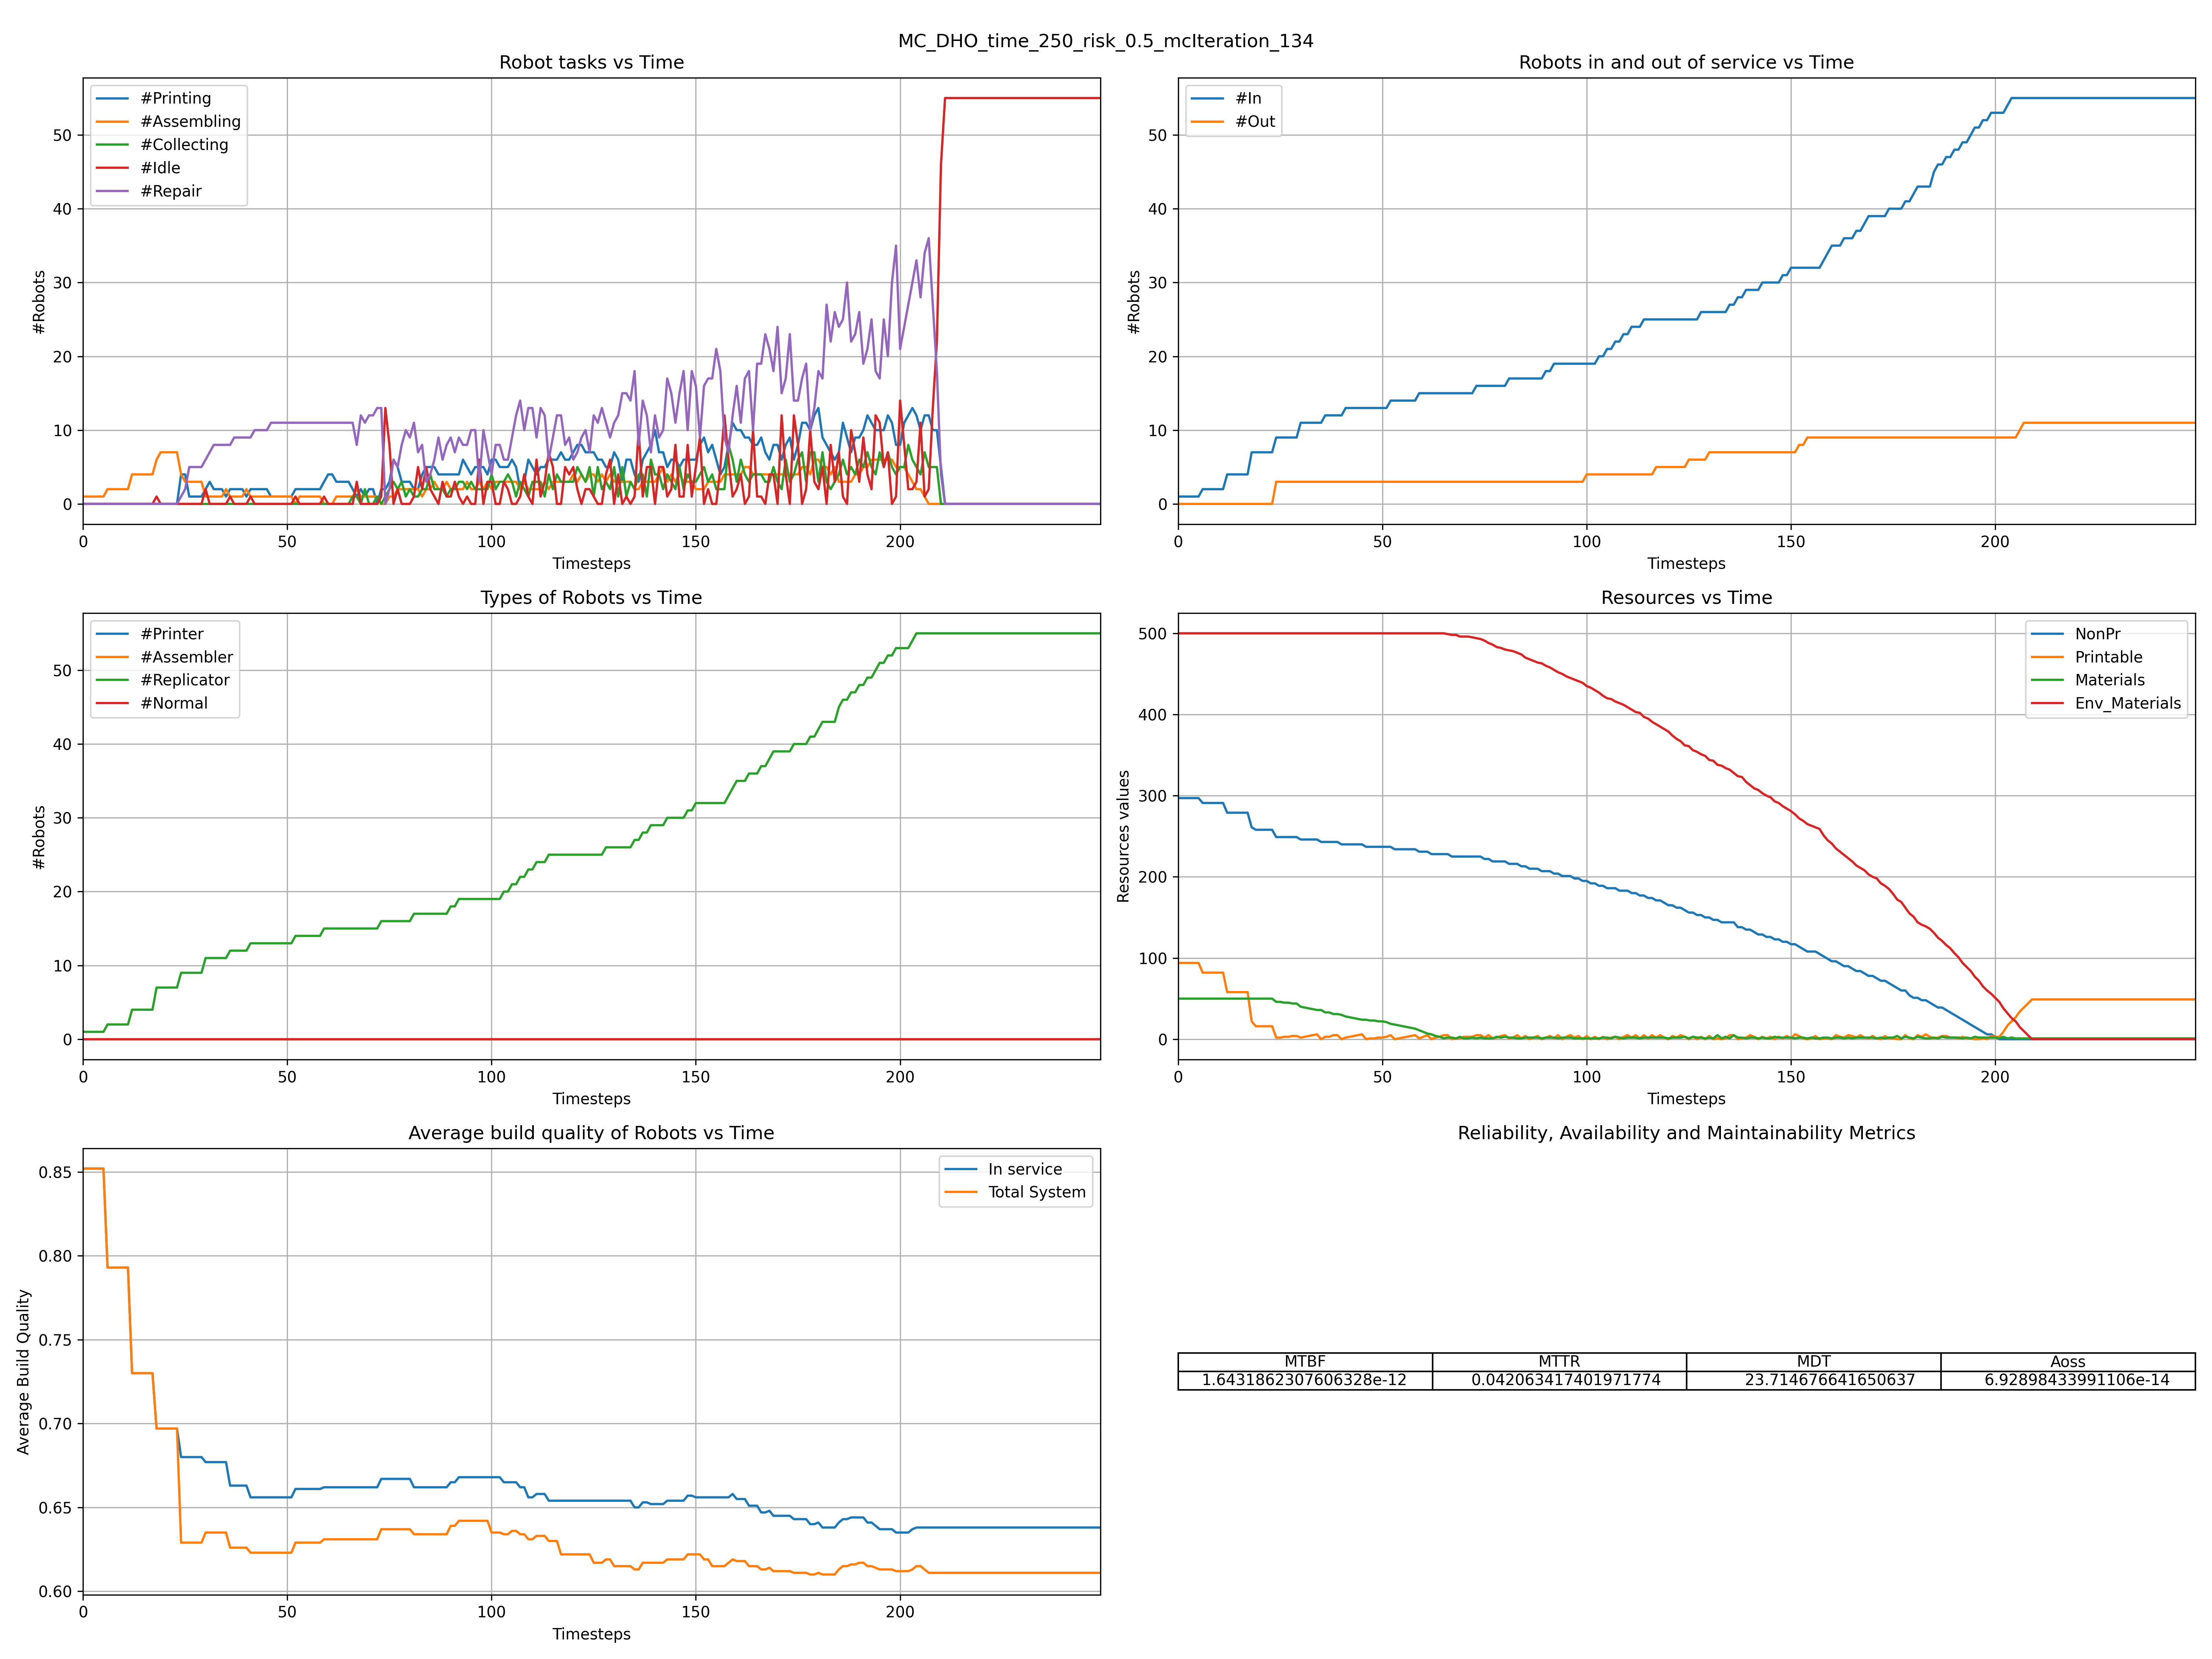 MC_DHO_time_250_risk_0.5_mcIteration_134
Robot tasks vs Time
#Printing
#Assembling
#Collecting
#Idle
#Repair
50
40
30
20
10
0
#Robots
0 50 100 150 200
Timesteps
Robots in and out of service vs Time
#In
#Out
50
40
30
20
10
0
#Robots
0 50 100 150 200
Timesteps
Types of Robots vs Time
#Printer
#Assembler
#Replicator
#Normal
50
40
30
20
10
0
#Robots
0 50 100 150 200
Timesteps
Resources vs Time
NonPr
Printable
Materials
Env_Materials
500
400
300
200
100
0
Resources values
0 50 100 150 200
Timesteps
Average build quality of Robots vs Time
In service
Total System
0.85
0.80
0.75
0.70
0.65
0.60
Average Build Quality
0 50 100 150 200
Timesteps
Reliability, Availability and Maintainability Metrics
MTBF MTTR MDT Aoss
1.6431862307606328e-12 0.042063417401971774 23.714676641650637 6.92898433991106e-14